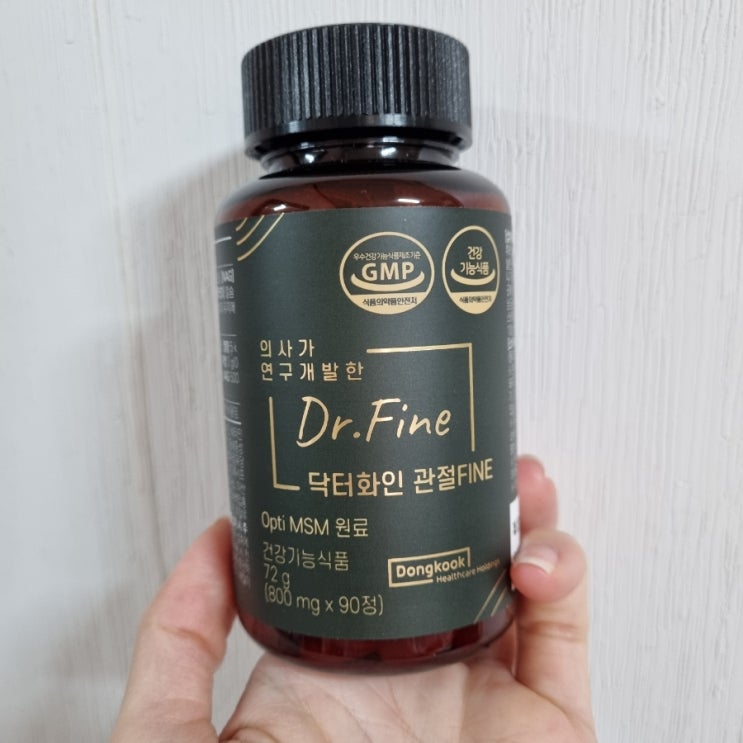 우수건강기능식품제조기준
GMP
식품의약품안전처
건강
기능식품
식품의약품안전처
의사가
연구개발한
Dr.Fine
닥터화인 관절FINE
Opti MSM 원료
건강기능식품
72 g
(800 mg x 90정)
Dongkook
Healthcare Holdings